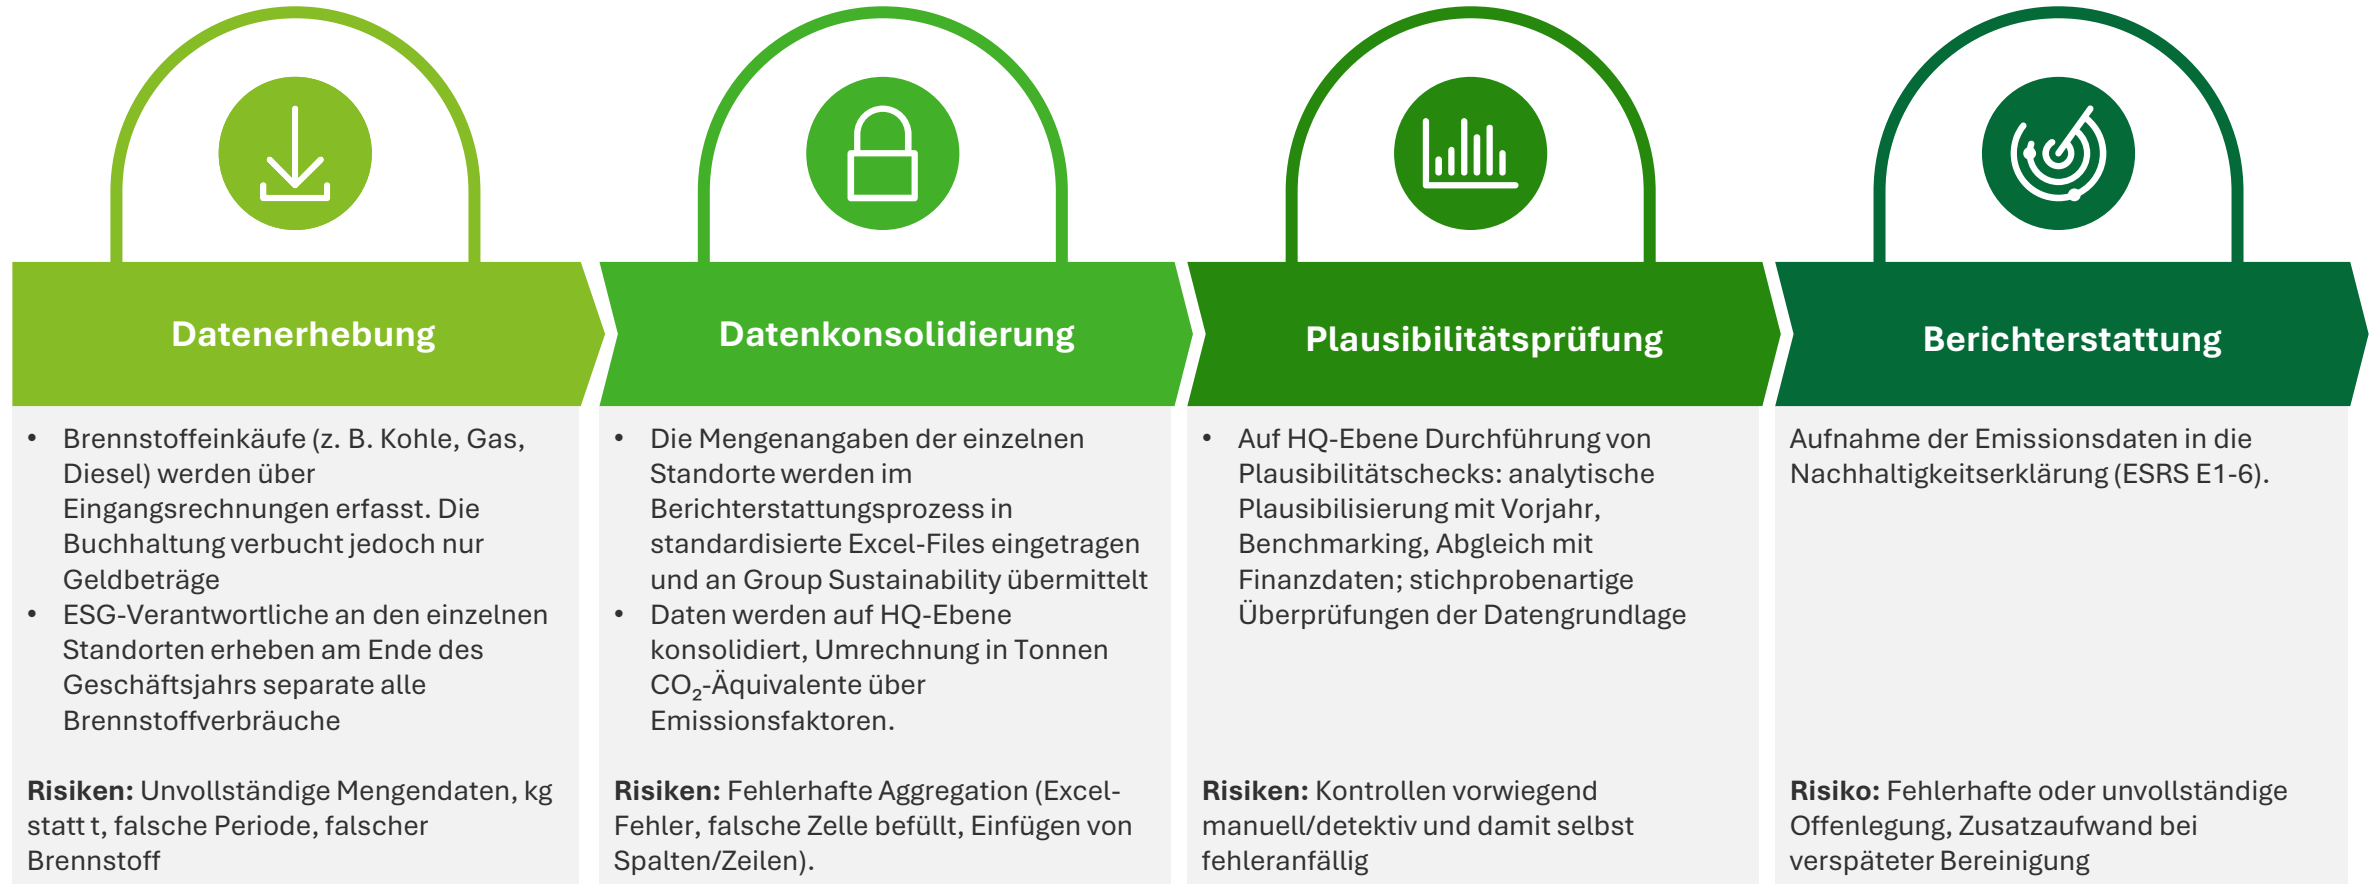 Datenerhebung
• Brennstoffeinkäufe (z. B. Kohle, Gas,
Diesel) werden über
Eingangsrechnungen erfasst. Die
Buchhaltung verbucht jedoch nur
Geldbeträge
• ESG-Verantwortliche an den einzelnen
Standorten erheben am Ende des
Geschäftsjahrs separate alle
Brennstoffverbräuche
Risiken: Unvollständige Mengendaten, kg
statt t, falsche Periode, falscher
Brennstoff
Datenkonsolidierung
• Die Mengenangaben der einzelnen
Standorte werden im
Berichterstattungsprozess in
standardisierte Excel-Files eingetragen
und an Group Sustainability übermittelt
• Daten werden auf HQ-Ebene
konsolidiert, Umrechnung in Tonnen
CO₂-Äquivalente über
Emissionsfaktoren.
Risiken: Fehlerhafte Aggregation (Excel-
Fehler, falsche Zelle befüllt, Einfügen von
Spalten/Zeilen).
Plausibilitätsprüfung
• Auf HQ-Ebene Durchführung von
Plausibilitätschecks: analytische
Plausibilisierung mit Vorjahr,
Benchmarking, Abgleich mit
Finanzdaten; stichprobenartige
Überprüfungen der Datengrundlage
Risiken: Kontrollen vorwiegend
manuell/detektiv und damit selbst
fehleranfällig
Berichterstattung
Aufnahme der Emissionsdaten in die
Nachhaltigkeitserklärung (ESRS E1-6).
Risiko: Fehlerhafte oder unvollständige
Offenlegung, Zusatzaufwand bei
verspäteter Bereinigung